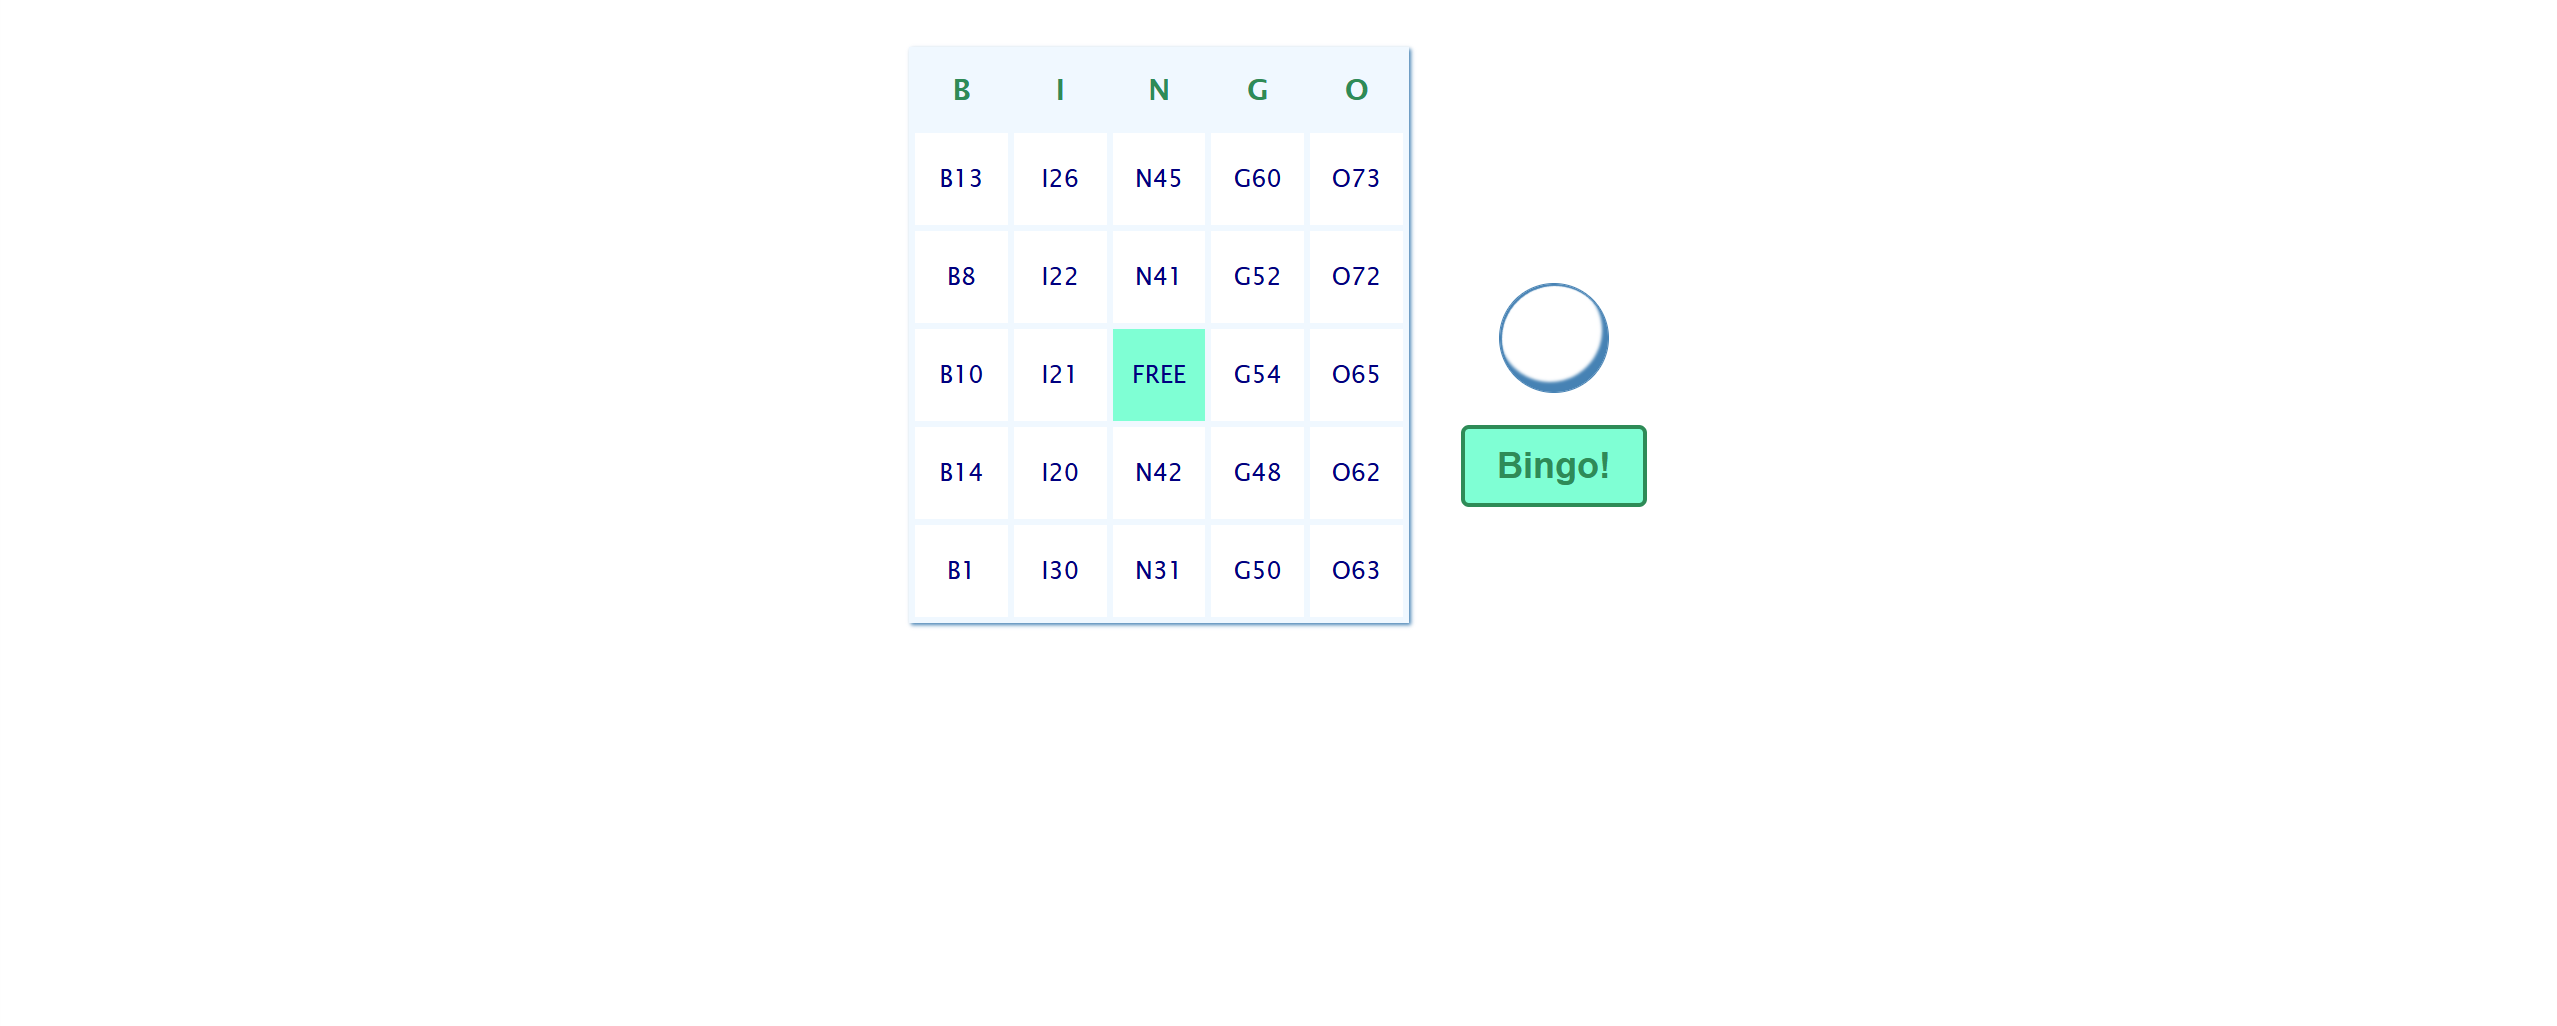 B I N G O
B13 I26 N45 G60 O73
B8 I22 N41 G52 O72
B10 I21 FREE G54 O65
B14 I20 N42 G48 O62
B1 I30 N31 G50 O63
Bingo!